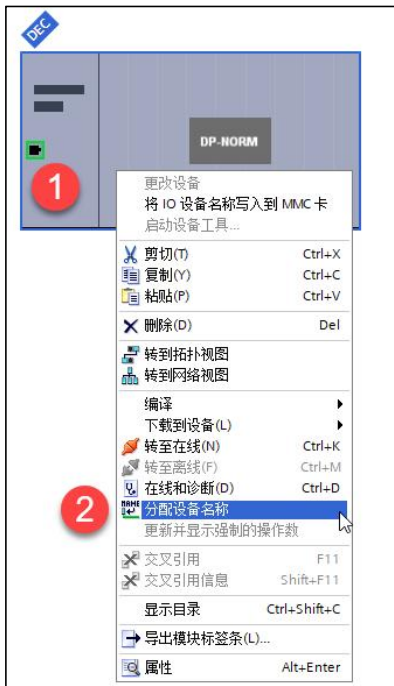 DEC
DP-NORM
1
更改设备
将 IO 设备名称写入到 MMC 卡
启动设备工具...
剪切(T) Ctrl+X
复制(Y) Ctrl+C
粘贴(P) Ctrl+V
删除(D) Del
转到拓扑视图
转到网络视图
编译
下载到设备(L)
转至在线(N) Ctrl+K
转至离线(F) Ctrl+M
在线和诊断(D) Ctrl+D
2
NAME
分配设备名称
更新并显示强制的操作数
交叉引用 F11
交叉引用信息 Shift+F11
显示目录 Ctrl+Shift+C
导出模块标签条(L)...
属性 Alt+Enter